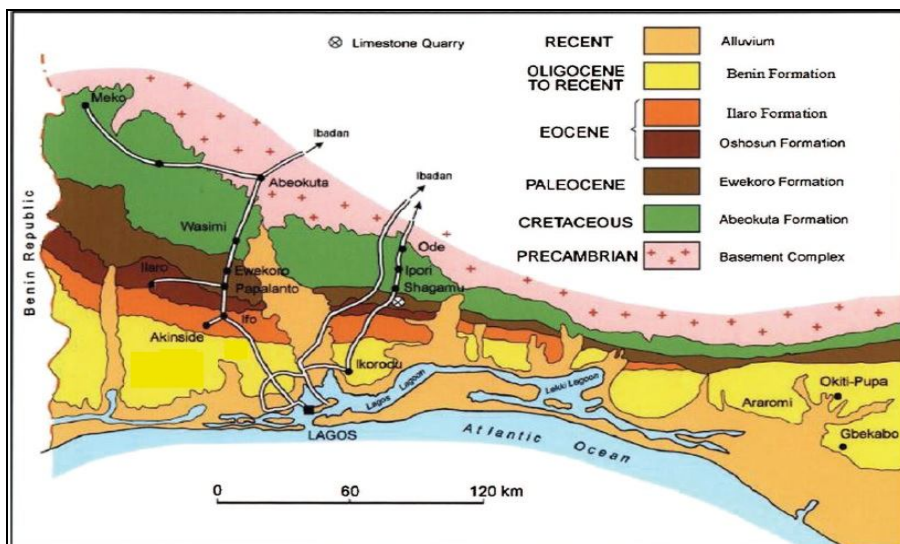 Limestone Quarry
RECENT Alluvium
OLIGOCENE
TO RECENT Benin Formation
EOCENE Ilaro Formation
Oshosun Formation
PALEOCENE Ewekoro Formation
CRETACEOUS Abeokuta Formation
PRECAMBRIAN Basement Complex
Meko
Ibadan
Abeokuta
Ibadan
Wasimi
Ode
Ipori
Ewekoro
Shagamu
Ilaro
Papalanto
Ifo
Akinside
Ikorodu
Lagos Lagoon
Lekki Lagoon
Okiti-Pupa
Araromi
Gbekabo
LAGOS
Atlantic Ocean
Benin Republic
0 60 120 km